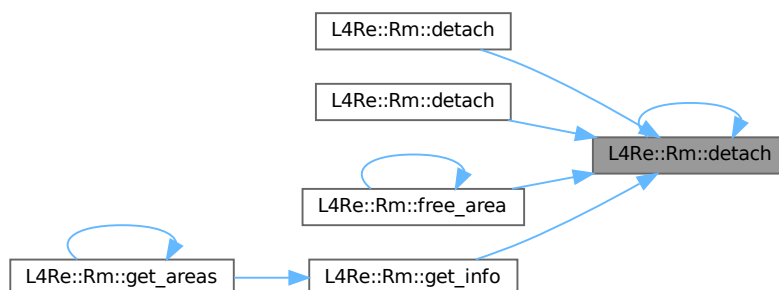 L4Re::Rm::detach
L4Re::Rm::detach
L4Re::Rm::detach
L4Re::Rm::free_area
L4Re::Rm::get_areas
L4Re::Rm::get_info